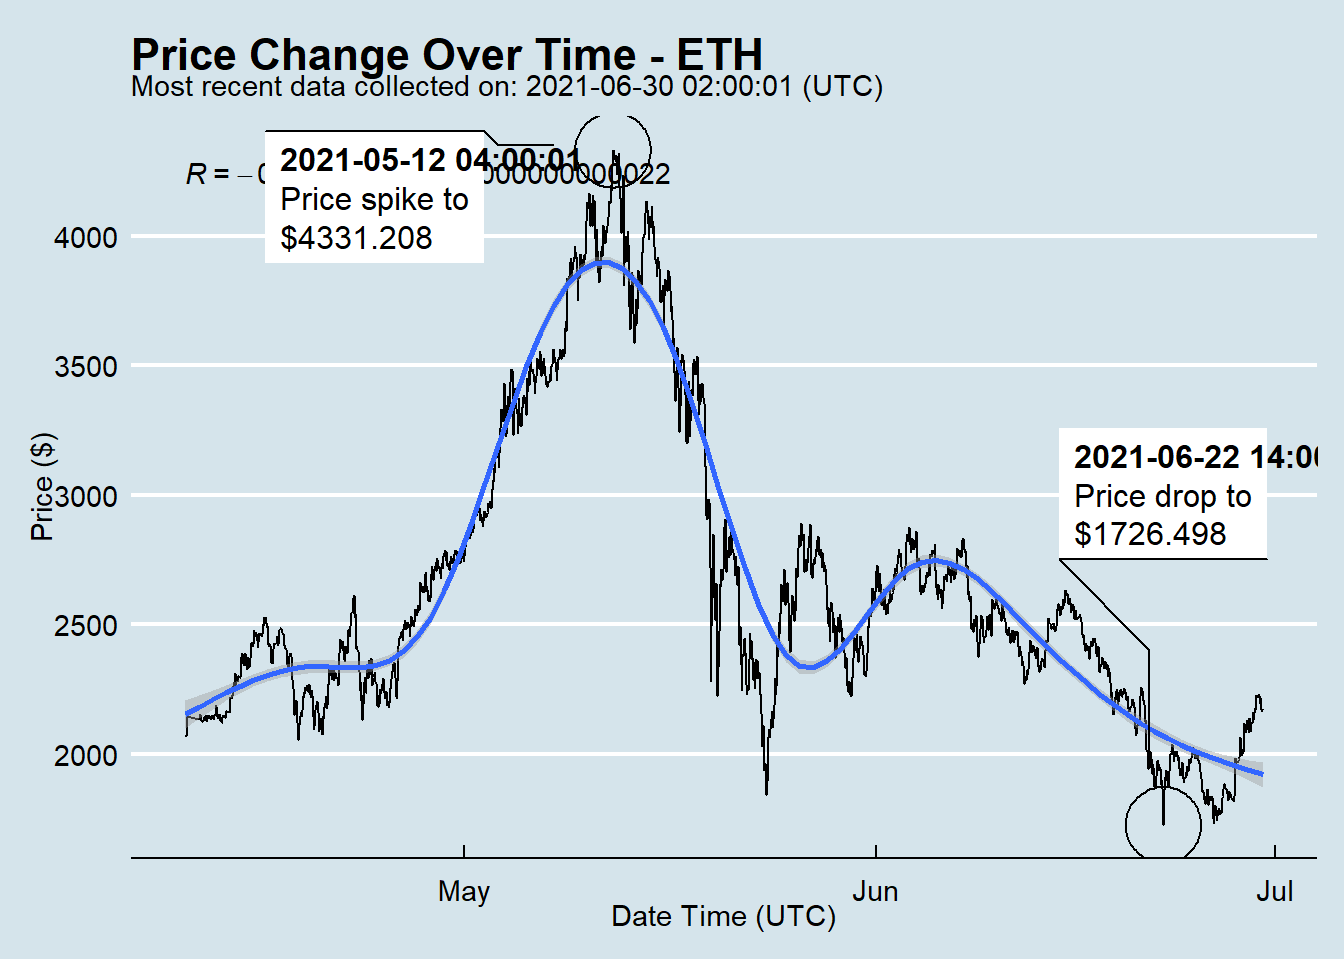 Price Change Over Time - ETH
Most recent data collected on: 2021-06-30 02:00:01 (UTC)
2021-05-12 04:00:01
R = −0 000000000022
Price spike to
$4331.208
4000
3500
3000
2500
2000
Price ($)
2021-06-22 14:00
Price drop to
$1726.498
May
Jun
Jul
Date Time (UTC)